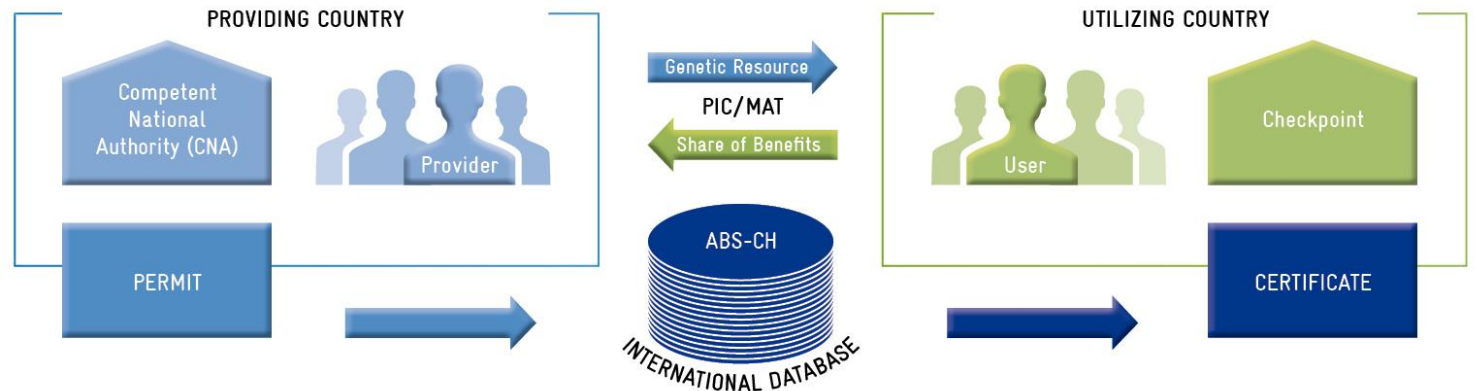 PROVIDING COUNTRY
Competent
National
Authority (CNA)
Provider
PERMIT
Genetic Resource
PIC/MAT
Share of Benefits
ABS-CH
INTERNATIONAL DATABASE
UTILIZING COUNTRY
User
Checkpoint
CERTIFICATE